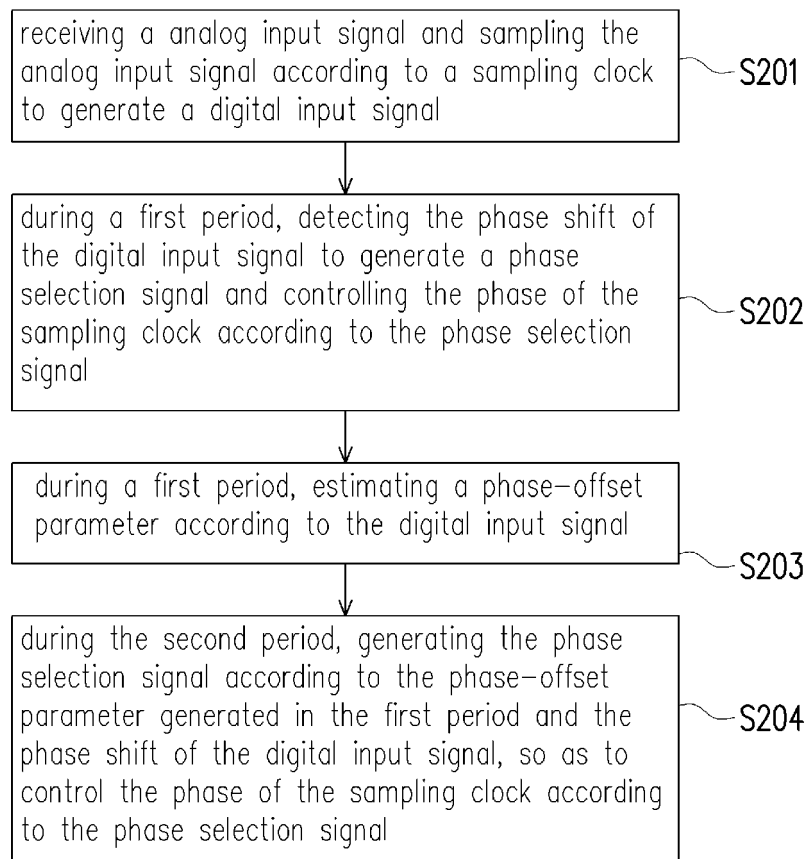 receiving a analog input signal and sampling the
analog input signal according to a sampling clock
to generate a digital input signal
S201
during a first period, detecting the phase shift of
the digital input signal to generate a phase
selection signal and controlling the phase of the
sampling clock according to the phase selection
signal
S202
during a first period, estimating a phase-offset
parameter according to the digital input signal
S203
during the second period, generating the phase
selection signal according to the phase-offset
parameter generated in the first period and the
phase shift of the digital input signal, so as to
control the phase of the sampling clock according
to the phase selection signal
S204